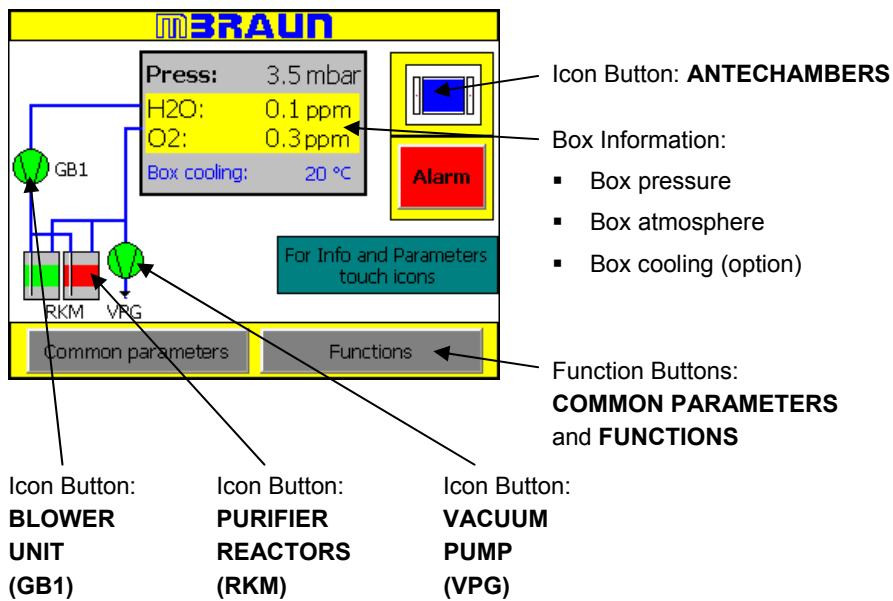 MBRAUN
Press: 3.5 mbar
H2O: 0.1 ppm
O2: 0.3 ppm
Box cooling: 20 °C
GB1
Alarm
For Info and Parameters
touch icons
RKM VPG
Common parameters Functions
Icon Button: ANTECHAMBERS
Box Information:
▪ Box pressure
▪ Box atmosphere
▪ Box cooling (option)
Function Buttons:
COMMON PARAMETERS
and FUNCTIONS
Icon Button:
BLOWER
UNIT
(GB1)
Icon Button:
PURIFIER
REACTORS
(RKM)
Icon Button:
VACUUM
PUMP
(VPG)